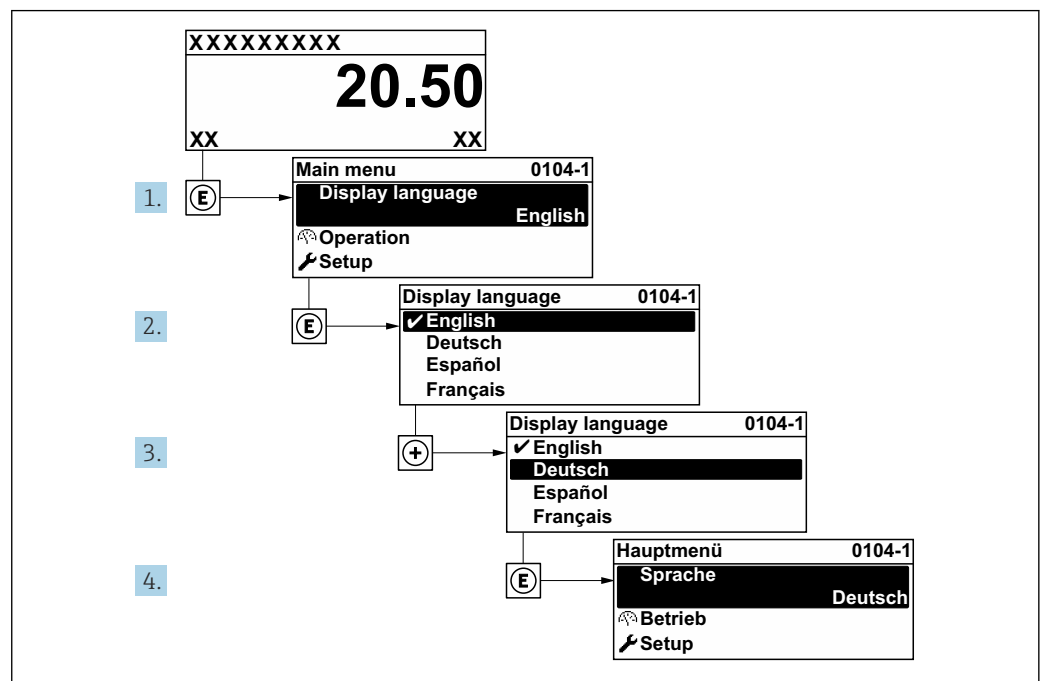 XXXXXXXXX
20.50
XX XX
1. E
Main menu 0104-1
Display language
English
Operation
Setup
2. E
Display language 0104-1
✔English
Deutsch
Español
Français
3. +
Display language 0104-1
✔English
Deutsch
Español
Français
4. E
Hauptmenü 0104-1
Sprache
Deutsch
Betrieb
Setup